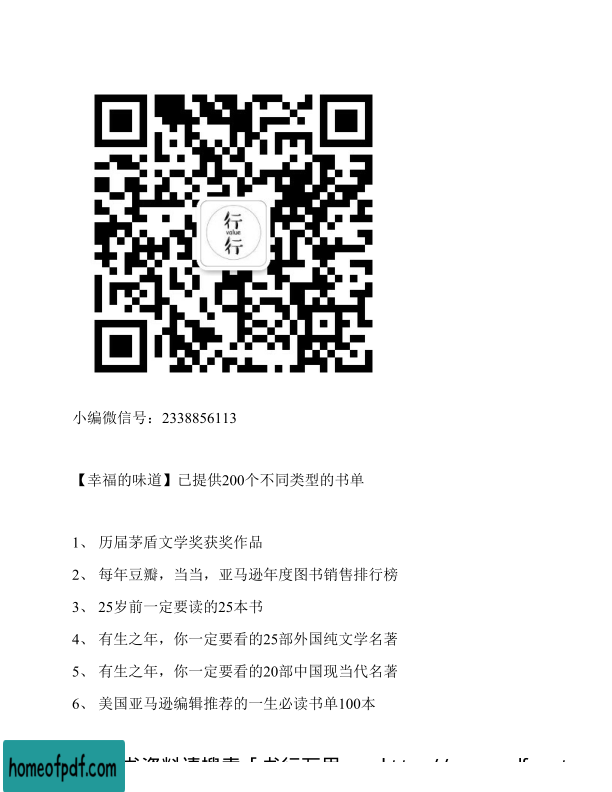 行
value
行
小编微信号：2338856113
【幸福的味道】已提供200个不同类型的书单
1、 历届茅盾文学奖获奖作品
2、 每年豆瓣，当当，亚马逊年度图书销售排行榜
3、 25岁前一定要读的25本书
4、 有生之年，你一定要看的25部外国纯文学名著
5、 有生之年，你一定要看的20部中国现当代名著
6、 美国亚马逊编辑推荐的一生必读书单100本
homeofpdf.com